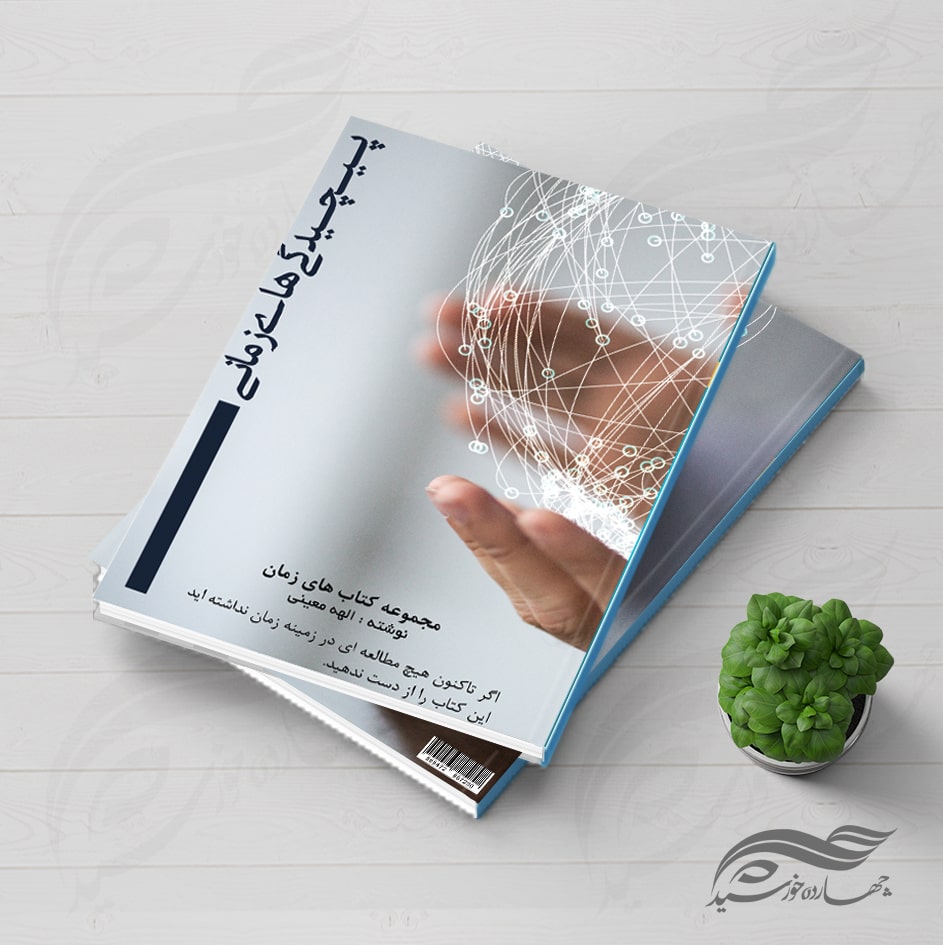 پیچیدگی های زمانی
مجموعه کتاب های زمان
نوشته : الهه معینی
اگر تاکنون هیچ مطالعه ای در زمینه زمان نداشته اید
این کتاب را از دست ندهید.
چهارده خورشید